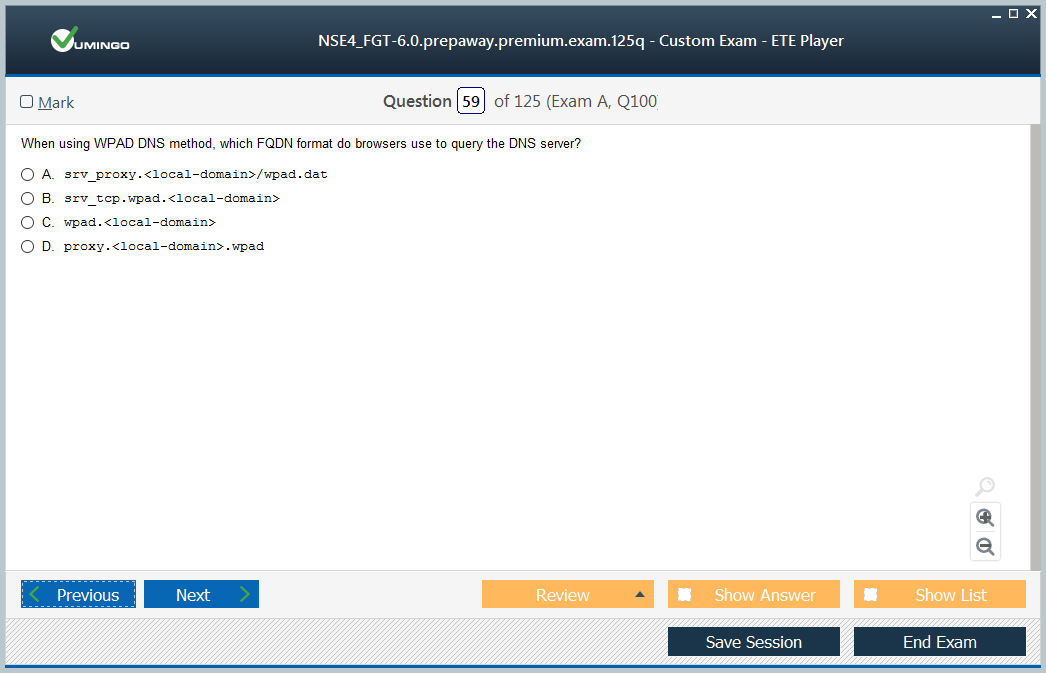 VUMINGO
NSE4_FGT-6.0.prepaway.premium.exam.125q - Custom Exam - ETE Player
Mark
Question 59 of 125 (Exam A, Q100)
When using WPAD DNS method, which FQDN format do browsers use to query the DNS server?
A. srv_proxy.<local-domain>/wpad.dat
B. srv_tcp.wpad.<local-domain>
C. wpad.<local-domain>
D. proxy.<local-domain>.wpad
Previous Next Review Show Answer Show List
Save Session End Exam